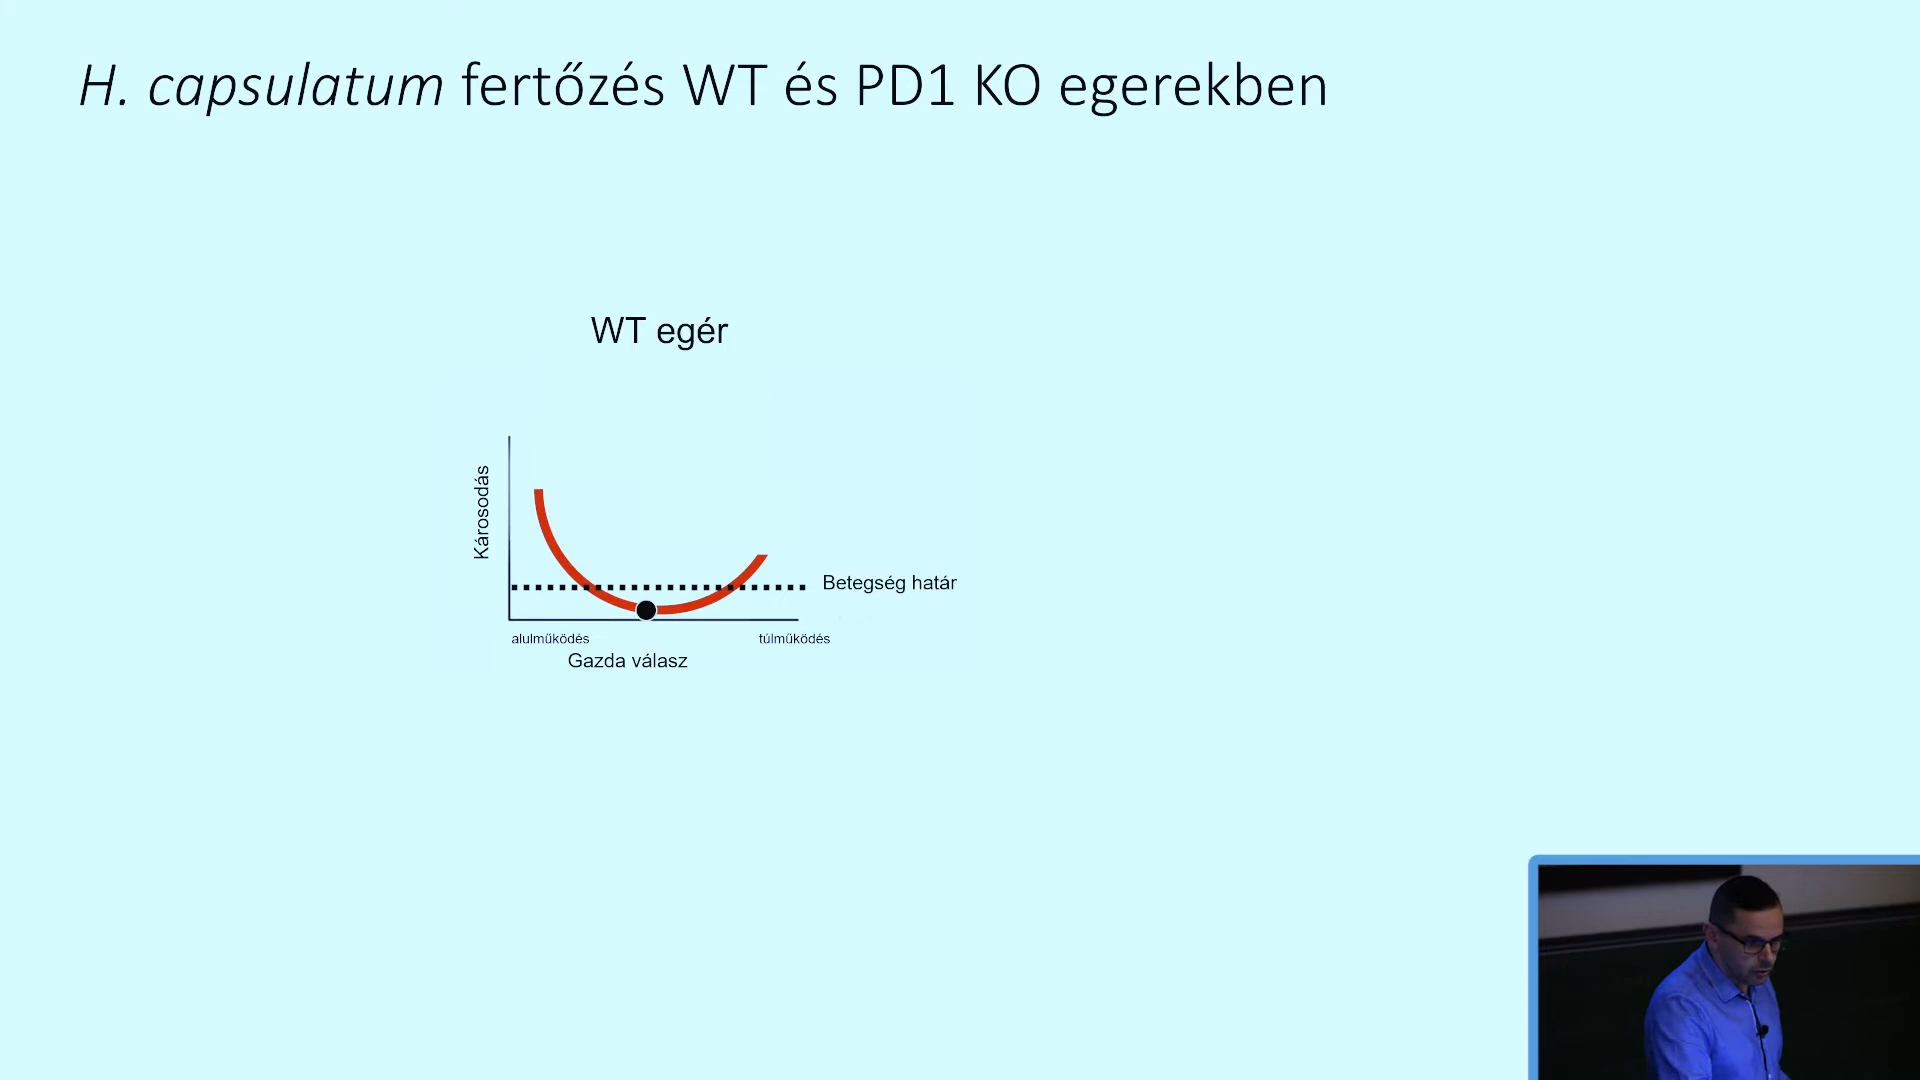 H. capsulatum fertőzés WT és PD1 KO egerekben
WT egér
Károsodás
Betegség határ
alulműködés
túlműködés
Gazda válasz